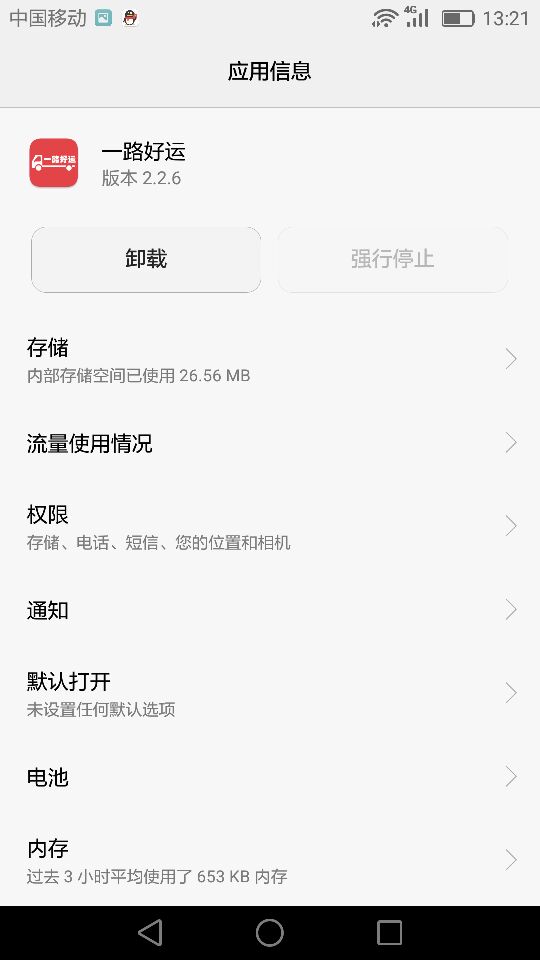 中国移动 4G 13:21
应用信息
一路好运
一路好运
版本 2.2.6
卸载 强行停止
存储
内部存储空间已使用 26.56 MB
流量使用情况
权限
存储、电话、短信、您的位置和相机
通知
默认打开
未设置任何默认选项
电池
内存
过去 3 小时平均使用了 653 KB 内存